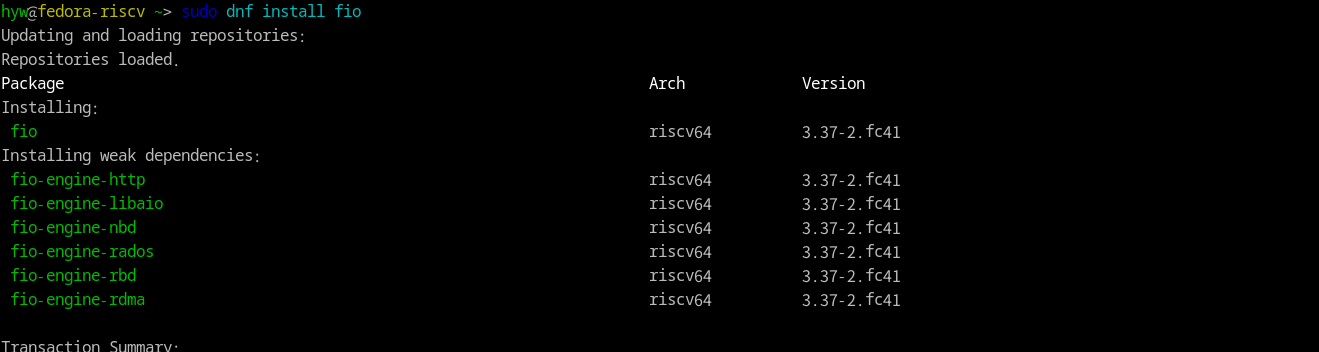 hyw@fedora-riscv ~> sudo dnf install fio
Updating and loading repositories:
Repositories loaded.
Package Arch Version
Installing:
fio riscv64 3.37-2.fc41
Installing weak dependencies:
fio-engine-http riscv64 3.37-2.fc41
fio-engine-libaio riscv64 3.37-2.fc41
fio-engine-nbd riscv64 3.37-2.fc41
fio-engine-rados riscv64 3.37-2.fc41
fio-engine-rbd riscv64 3.37-2.fc41
fio-engine-rdma riscv64 3.37-2.fc41
Transaction Summary: